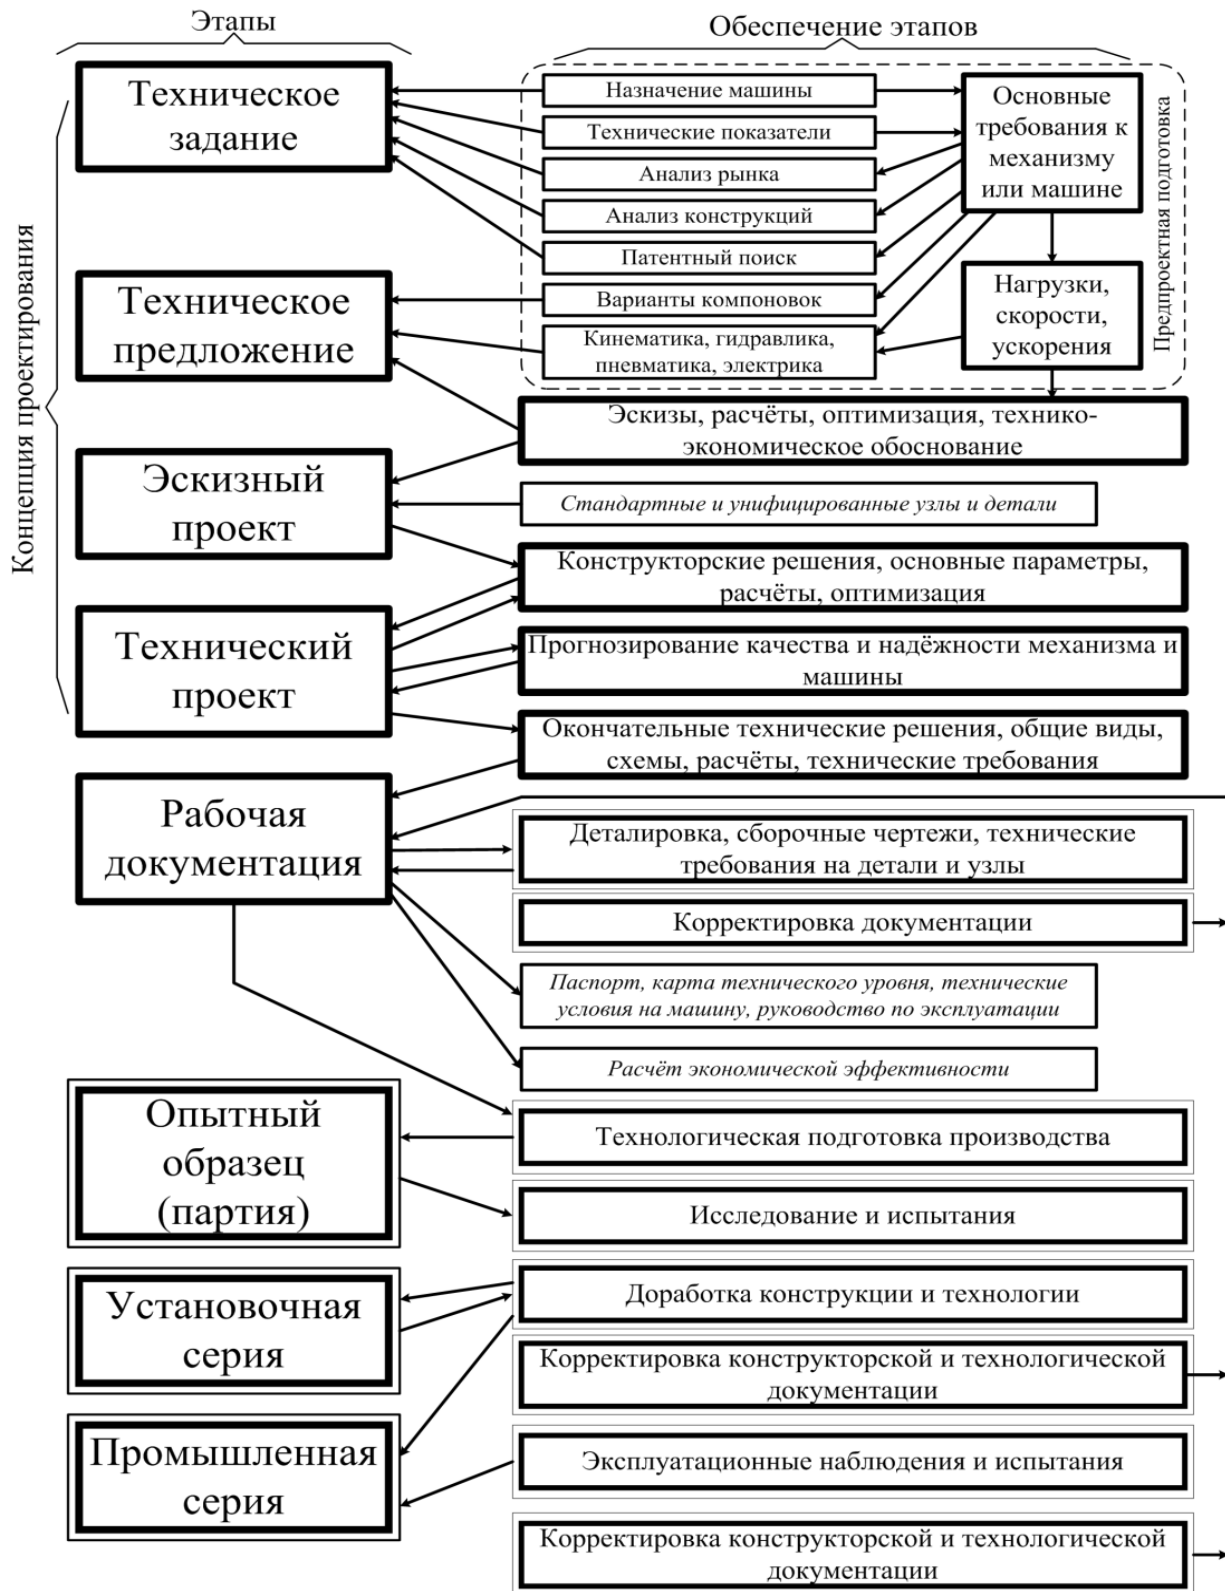 Этапы
Обеспечение этапов
Концепция проектирования
Предпроектная подготовка
Техническое
задание
Назначение машины
Технические показатели
Анализ рынка
Анализ конструкций
Патентный поиск
Варианты компоновок
Кинематика, гидравлика,
пневматика, электрика
Основные
требования к
механизму
или машине
Нагрузки,
скорости,
ускорения
Техническое
предложение
Эскизы, расчёты, оптимизация, технико-
экономическое обоснование
Эскизный
проект
Стандартные и унифицированные узлы и детали
Конструкторские решения, основные параметры,
расчёты, оптимизация
Технический
проект
Прогнозирование качества и надёжности механизма и
машины
Окончательные технические решения, общие виды,
схемы, расчёты, технические требования
Рабочая
документация
Деталировка, сборочные чертежи, технические
требования на детали и узлы
Корректировка документации
Паспорт, карта технического уровня, технические
условия на машину, руководство по эксплуатации
Расчёт экономической эффективности
Опытный
образец
(партия)
Технологическая подготовка производства
Исследование и испытания
Установочная
серия
Доработка конструкции и технологии
Корректировка конструкторской и технологической
документации
Промышленная
серия
Эксплуатационные наблюдения и испытания
Корректировка конструкторской и технологической
документации